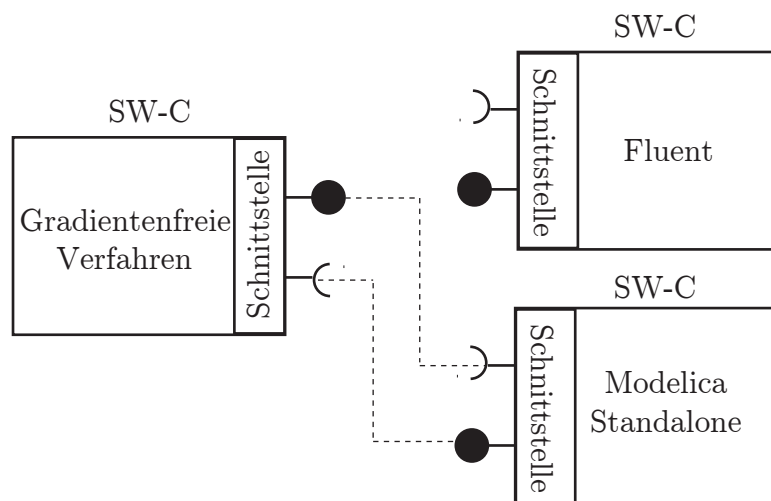 SW-C
Gradientenfreie
Verfahren
Schnittstelle
SW-C
Schnittstelle
Fluent
SW-C
Schnittstelle
Modelica
Standalone